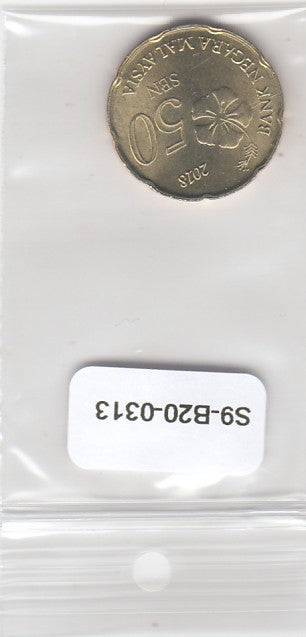 BANK NEGARA MALAYSIA
50
SEN
2018
S9-B20-0313